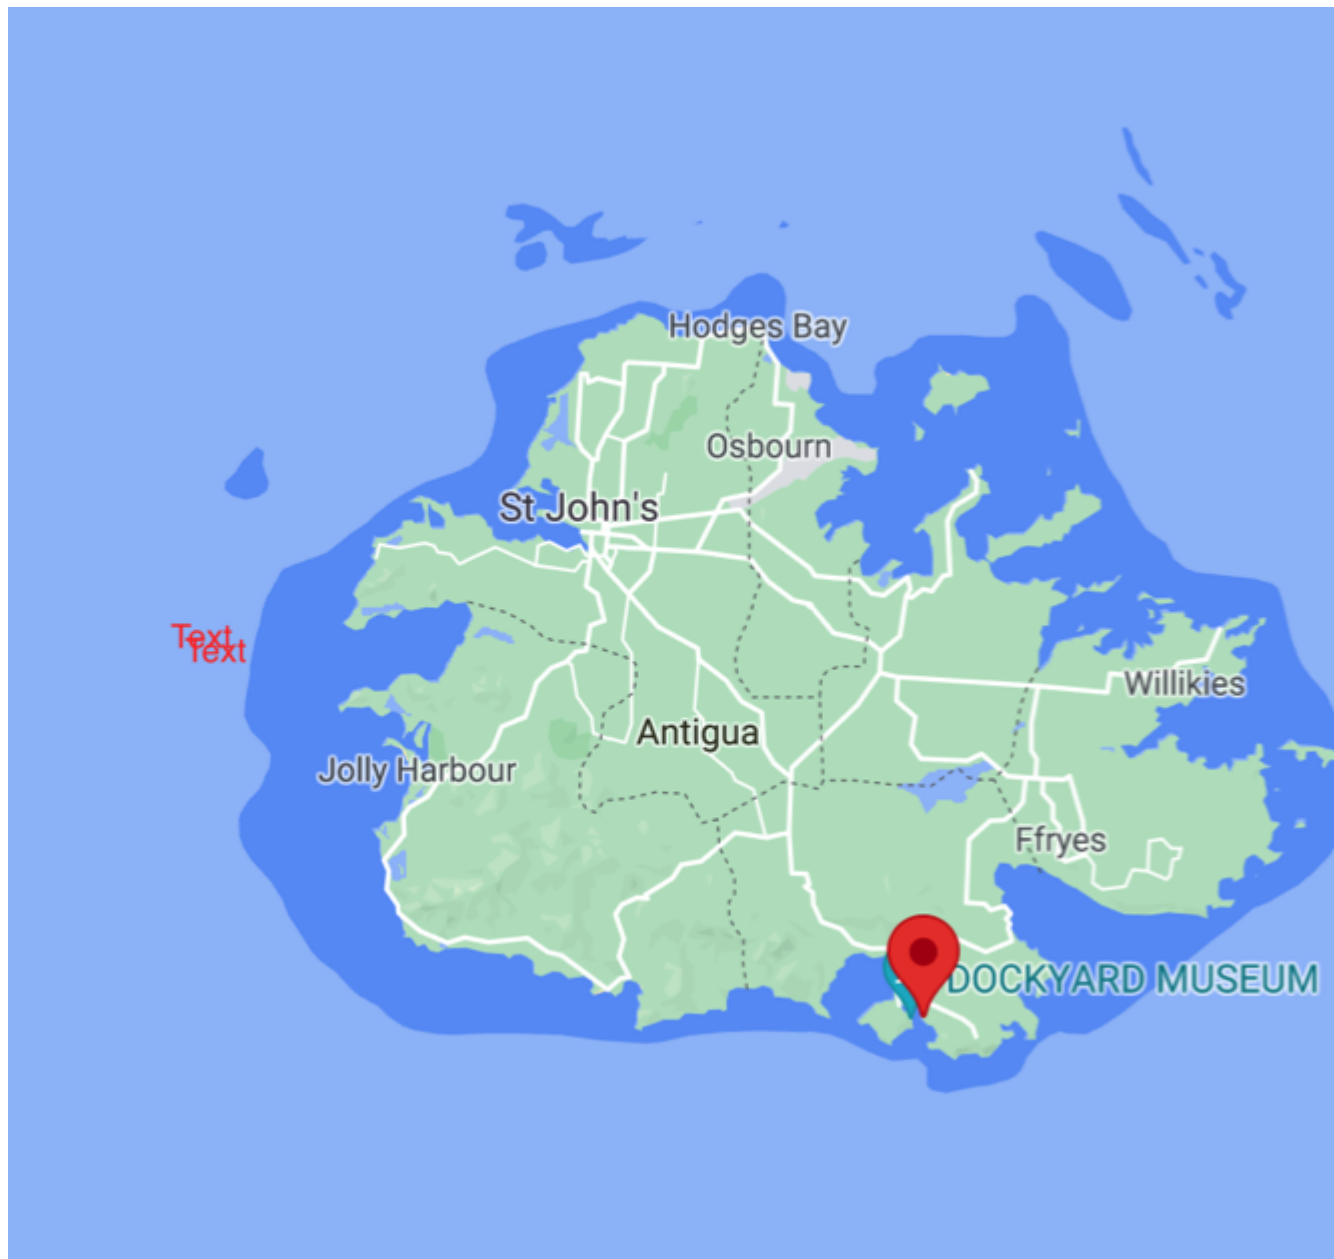 Hodges Bay
Osbourn
St John's
Text
Text
Willikies
Antigua
Jolly Harbour
Ffryes
DOCKYARD MUSEUM